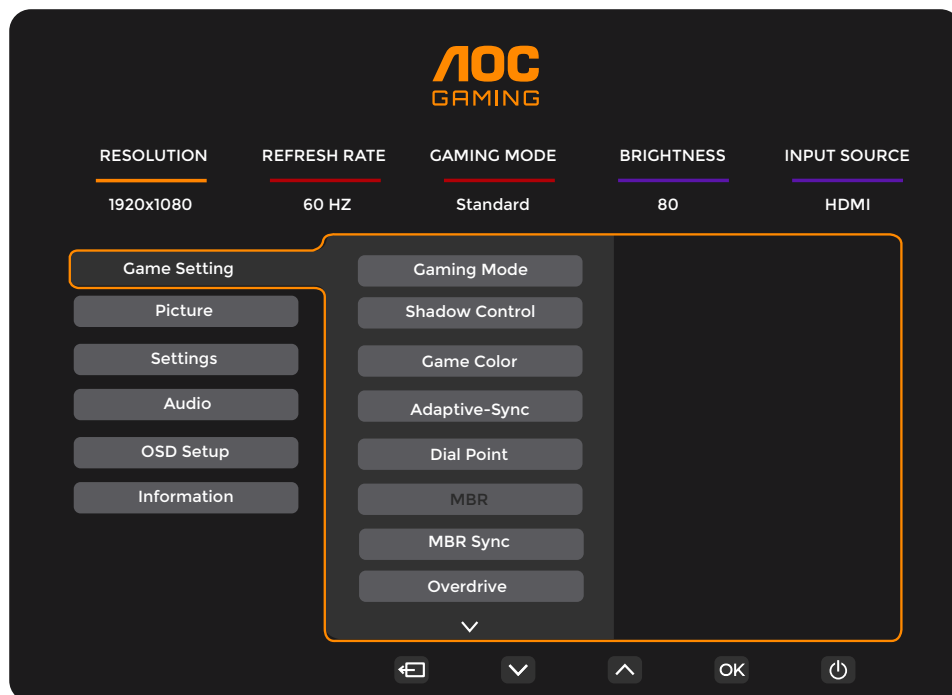 AOC
GAMING
RESOLUTION REFRESH RATE GAMING MODE BRIGHTNESS INPUT SOURCE
1920x1080 60 HZ Standard 80 HDMI
Game Setting
Picture
Settings
Audio
OSD Setup
Information
Gaming Mode
Shadow Control
Game Color
Adaptive-Sync
Dial Point
MBR
MBR Sync
Overdrive
OK